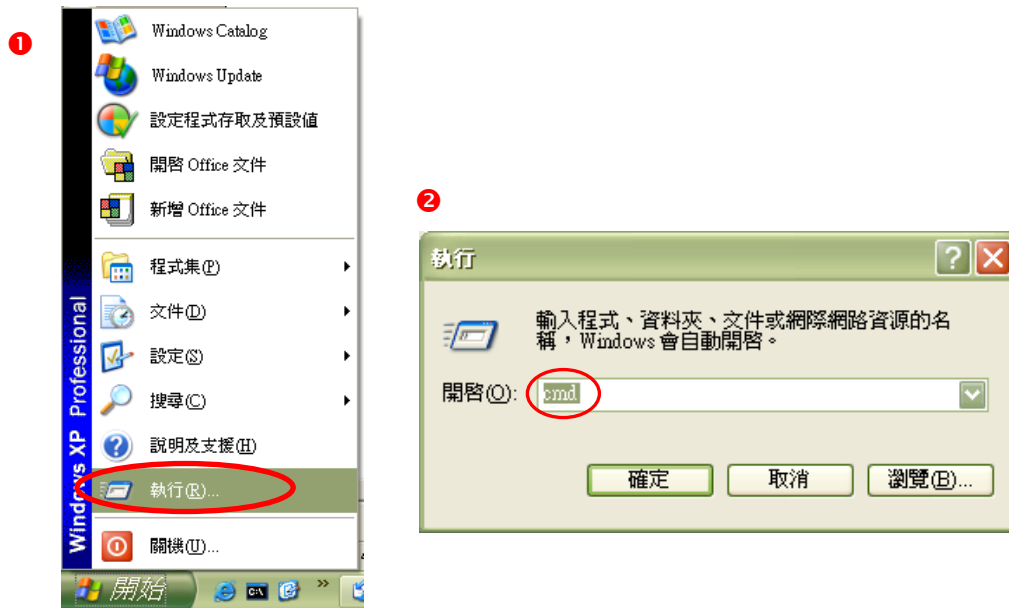 ❶
Windows Catalog
Windows Update
設定程式存取及預設值
開啓 Office 文件
新增 Office 文件
程式集(P)
文件(D)
設定(S)
搜尋(C)
說明及支援(H)
執行(R)...
關機(U)...
Windows XP Professional
開始
»
❷
執行
輸入程式、資料夾、文件或網際網路資源的名
稱，Windows 會自動開啓。
開啓(O):
cmd
確定
取消
瀏覽(B)...